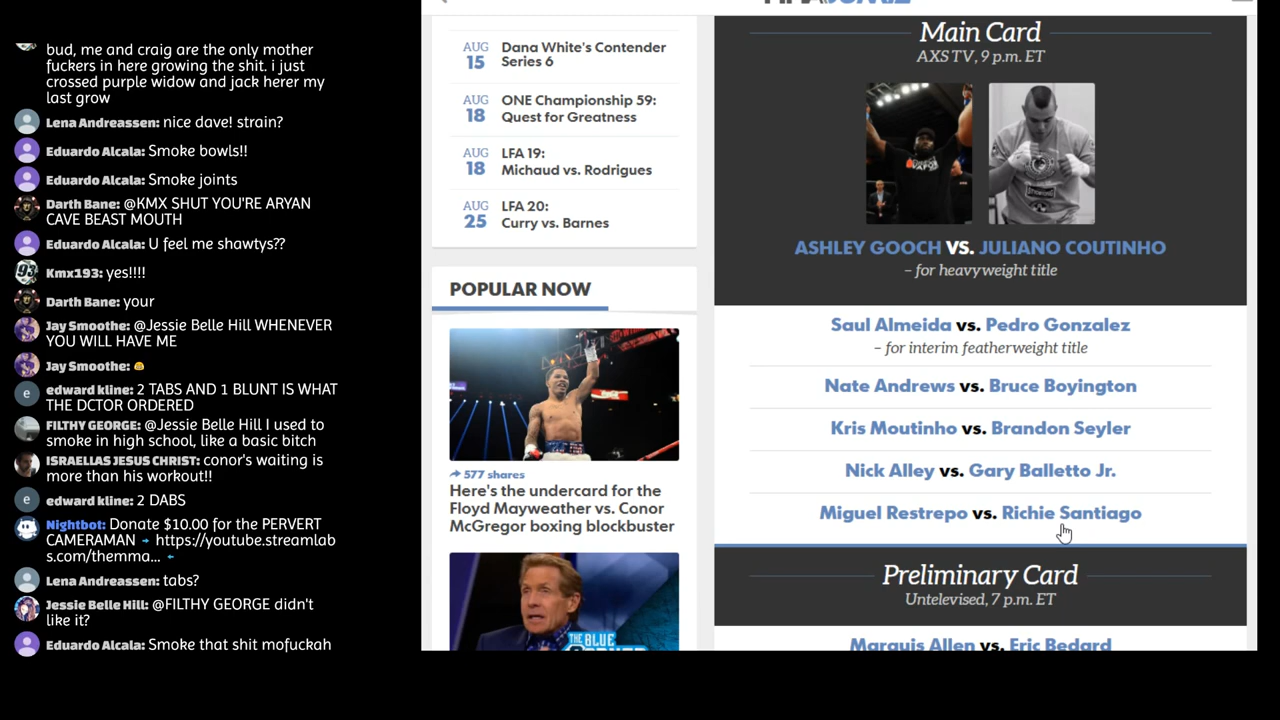 bud, me and craig are the only mother
fuckers in here growing the shit. i just
crossed purple widow and jack herer my
last grow
Lena Andreassen: nice dave! strain?
Eduardo Alcala: Smoke bowls!!
Eduardo Alcala: Smoke joints
Darth Bane: @KMX SHUT YOU'RE ARYAN
CAVE BEAST MOUTH
Eduardo Alcala: U feel me shawtys??
Kmx193: yes!!!!
Darth Bane: your
Jay Smoothe: @Jessie Belle Hill WHENEVER
YOU WILL HAVE ME
Jay Smoothe:
edward kline: 2 TABS AND 1 BLUNT IS WHAT
THE DCTOR ORDERED
FILTHY GEORGE: @Jessie Belle Hill I used to
smoke in high school, like a basic bitch
ISRAELLAS JESUS CHRIST: conor's waiting is
more than his workout!!
edward kline: 2 DABS
Nightbot: Donate $10.00 for the PERVERT
CAMERAMAN → https://youtube.streamlab
s.com/themma... ←
Lena Andreassen: tabs?
Jessie Belle Hill: @FILTHY GEORGE didn't
like it?
Eduardo Alcala: Smoke that shit mofuckah
AUG
15
Dana White's Contender
Series 6
AUG
18
ONE Championship 59:
Quest for Greatness
AUG
18
LFA 19:
Michaud vs. Rodrigues
AUG
25
LFA 20:
Curry vs. Barnes
POPULAR NOW
577 shares
Here's the undercard for the
Floyd Mayweather vs. Conor
McGregor boxing blockbuster
THE BLUE
Main Card
AXS TV, 9 p.m. ET
ASHLEY GOOCH VS. JULIANO COUTINHO
– for heavyweight title
Saul Almeida vs. Pedro Gonzalez
– for interim featherweight title
Nate Andrews vs. Bruce Boyington
Kris Moutinho vs. Brandon Seyler
Nick Alley vs. Gary Balletto Jr.
Miguel Restrepo vs. Richie Santiago
Preliminary Card
Untelevised, 7 p.m. ET
Marquis Allen vs. Eric Bedard